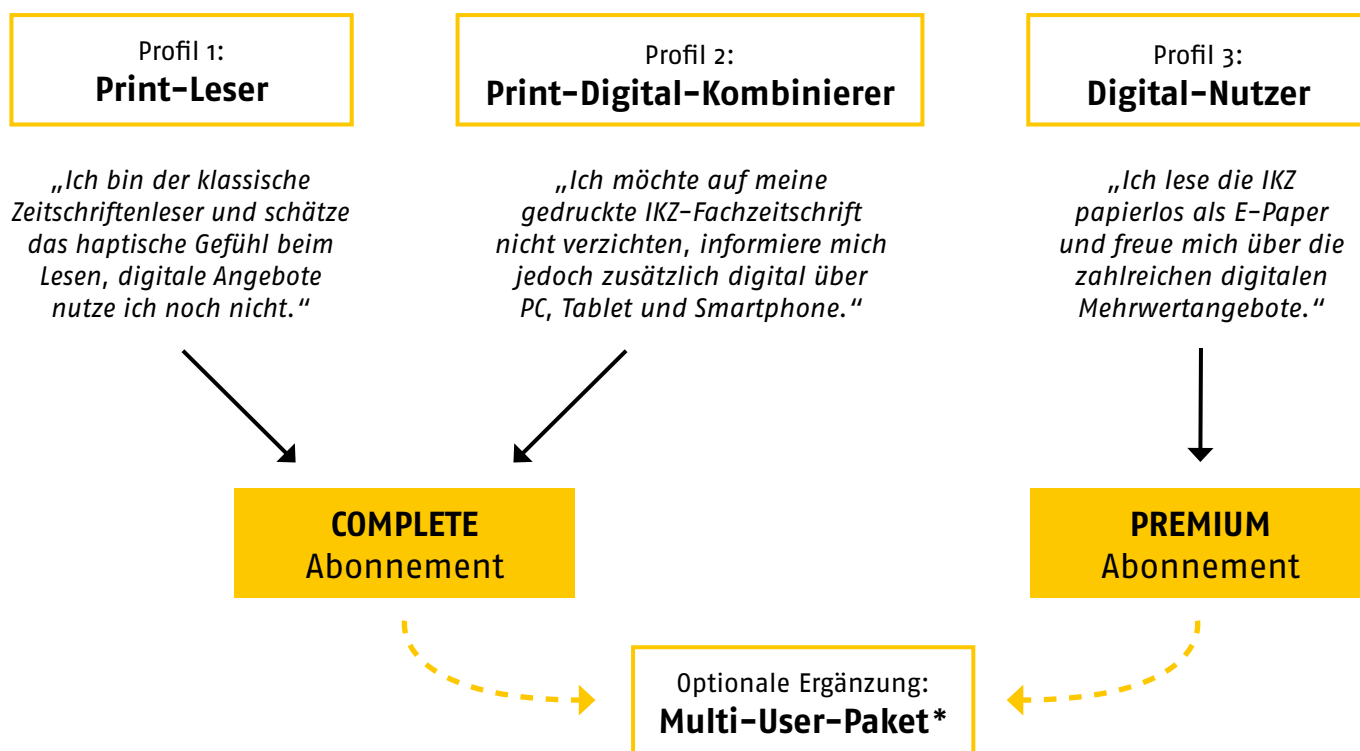 Profil 1:
Print-Leser
„Ich bin der klassische
Zeitschriftenleser und schätze
das haptische Gefühl beim
Lesen, digitale Angebote
nutze ich noch nicht.“
Profil 2:
Print-Digital-Kombinierer
„Ich möchte auf meine
gedruckte IKZ-Fachzeitschrift
nicht verzichten, informiere mich
jedoch zusätzlich digital über
PC, Tablet und Smartphone.“
Profil 3:
Digital-Nutzer
„Ich lese die IKZ
papierlos als E-Paper
und freue mich über die
zahlreichen digitalen
Mehrwertangebote.“
COMPLETE
Abonnement
PREMIUM
Abonnement
Optionale Ergänzung:
Multi-User-Paket*